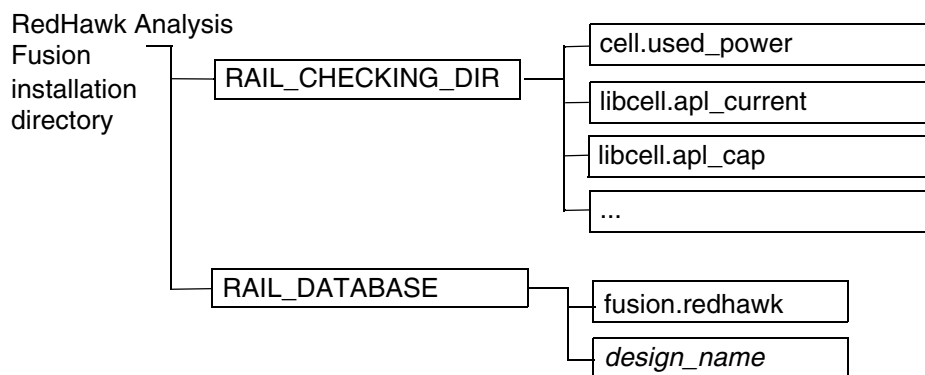 RedHawk Analysis
Fusion
installation
directory
RAIL_CHECKING_DIR
cell.used_power
libcell.apl_current
libcell.apl_cap
...
RAIL_DATABASE
fusion.redhawk
design_name